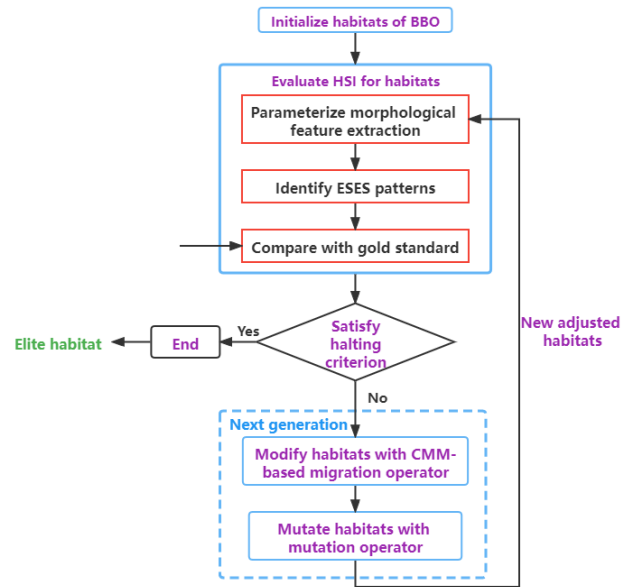 Initialize habitats of BBO
Evaluate HSI for habitats
Parameterize morphological
feature extraction
Identify ESES patterns
Compare with gold standard
Satisfy
halting
criterion
Yes
End
Elite habitat
No
Next generation
Modify habitats with CMM-
based migration operator
Mutate habitats with
mutation operator
New adjusted
habitats